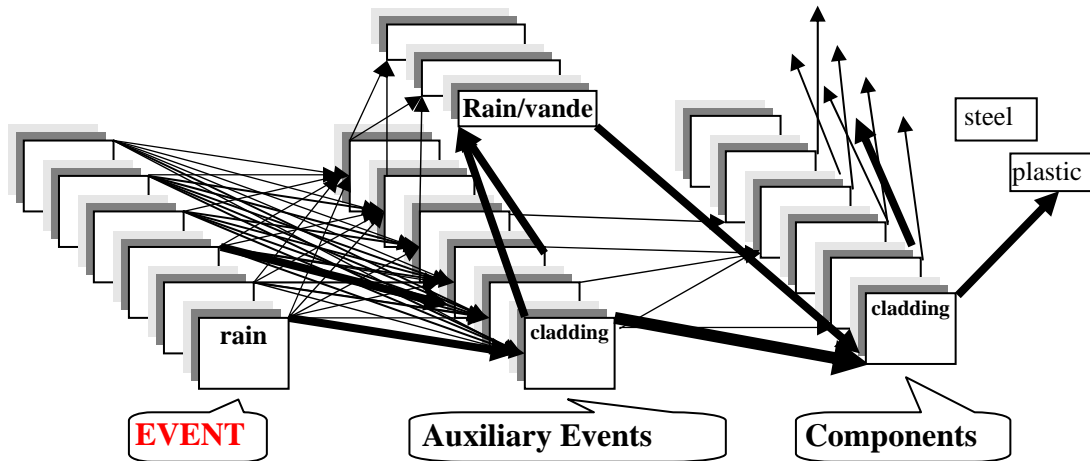 Rain/vande
steel
plastic
rain
cladding
cladding
EVENT
Auxiliary Events
Components